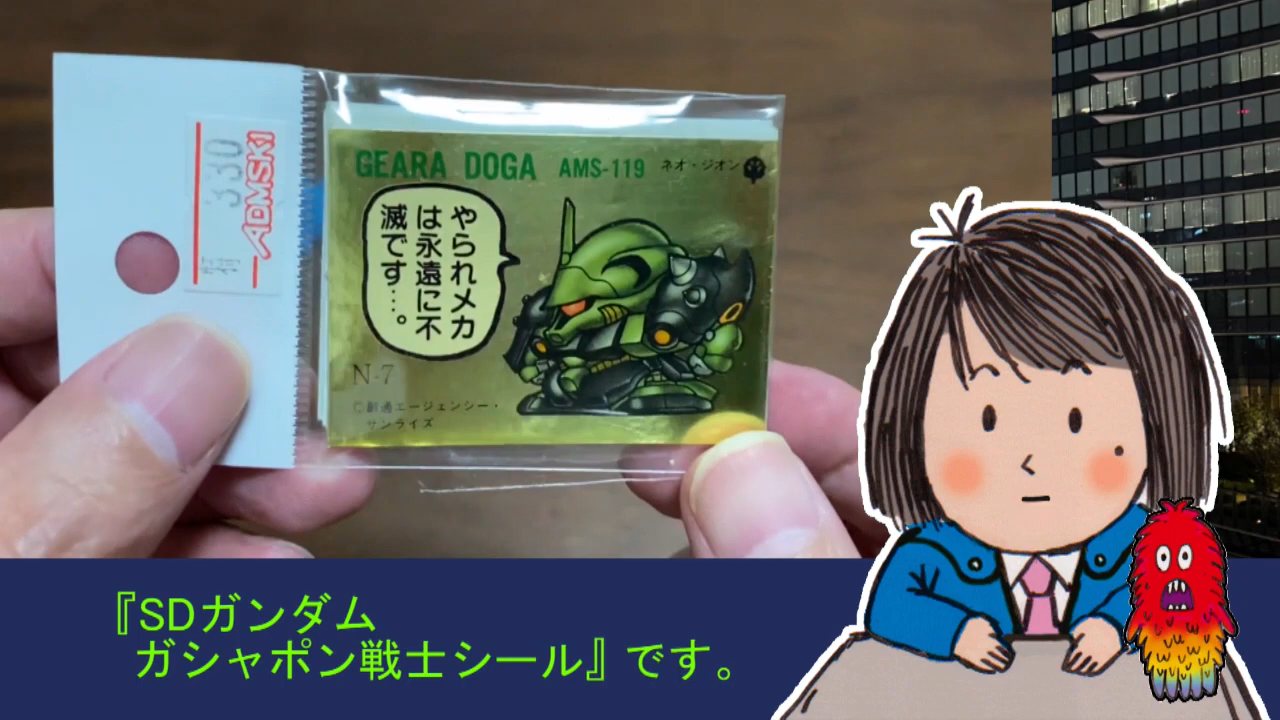 330
ADMSKI
GEARA DOGA AMS-119 ネオ・ジオン
やられメカ
は永遠に不
滅です…。
N-7
©創通エージェンシー・
サンライズ
『SDガンダム
ガシャポン戦士シール』です。